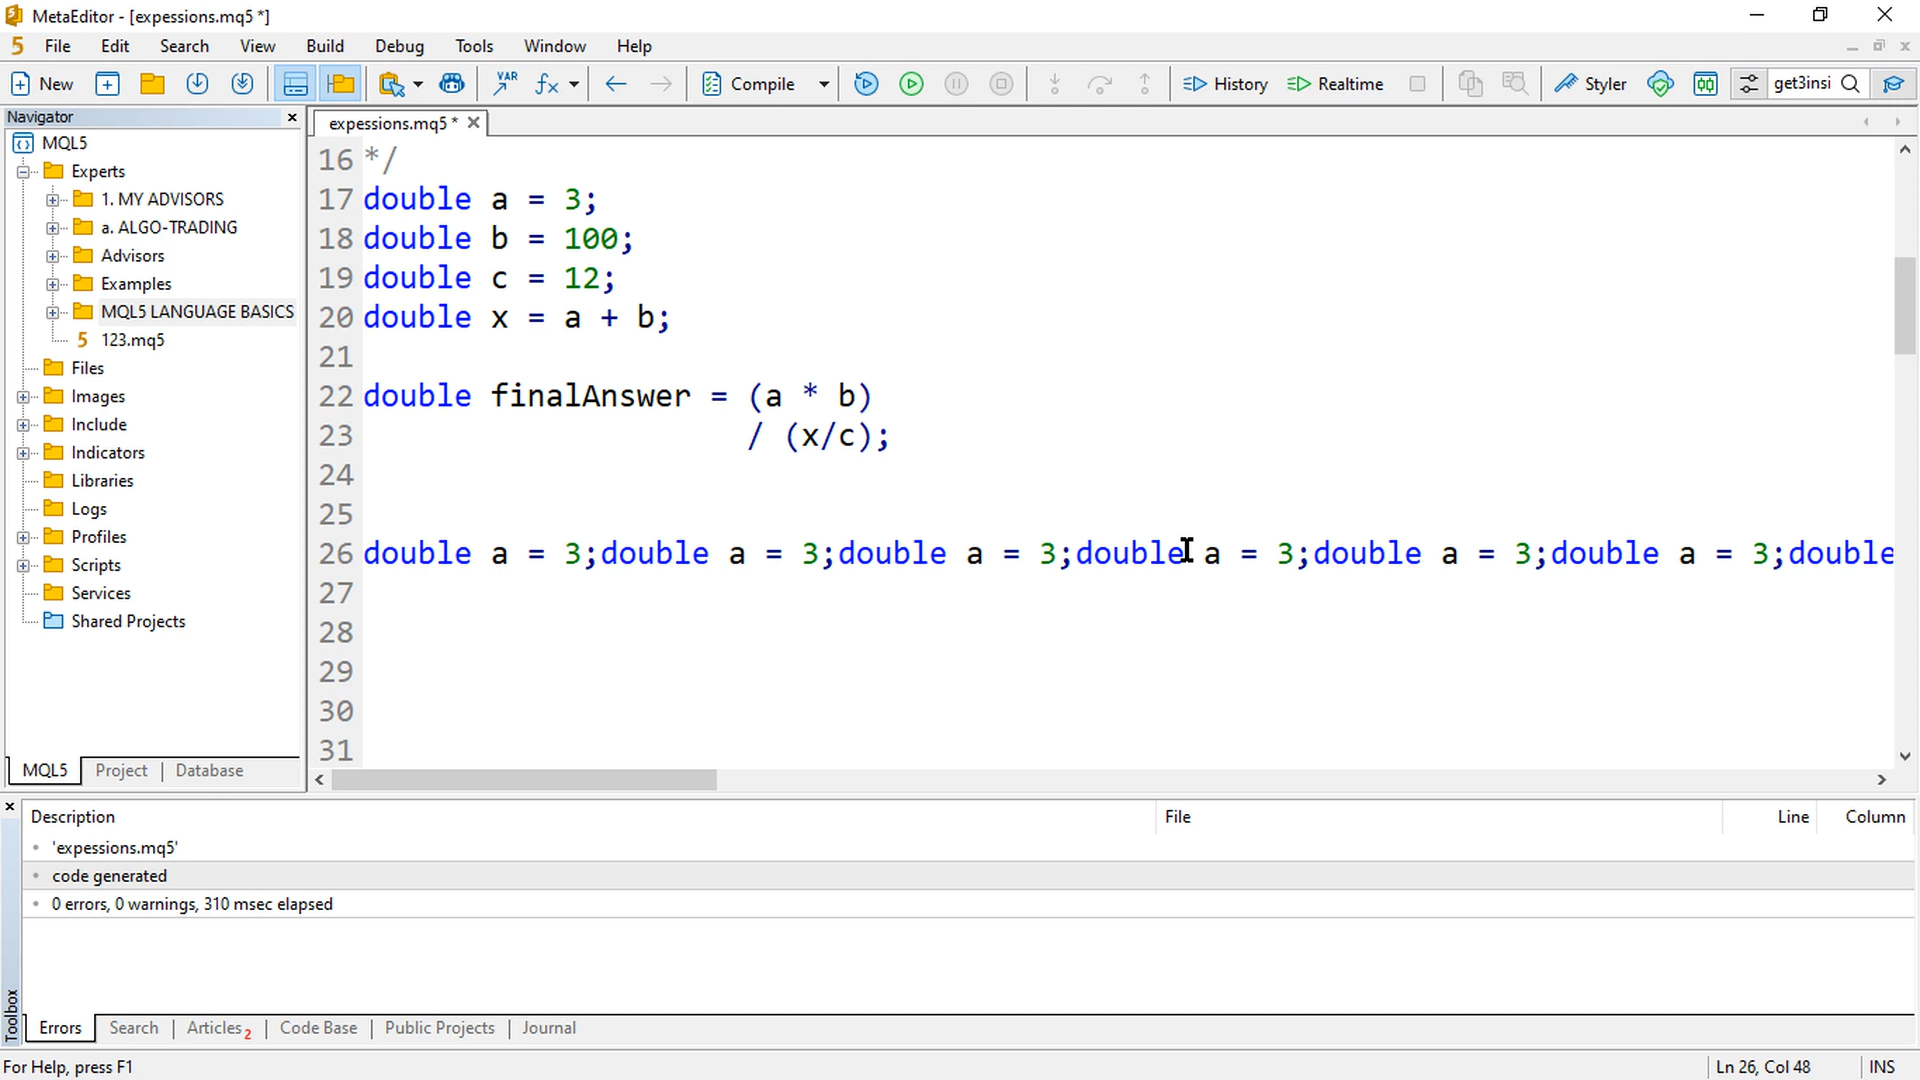 MetaEditor - [expessions.mq5 *]
5 File Edit Search View Build Debug Tools Window Help
New VAR Compile History Realtime Styler get3insi
Navigator
expessions.mq5 *
MQL5
Experts
1. MY ADVISORS
a. ALGO-TRADING
Advisors
Examples
MQL5 LANGUAGE BASICS
5 123.mq5
Files
Images
Include
Indicators
Libraries
Logs
Profiles
Scripts
Services
Shared Projects
MQL5 Project Database
16 */
17 double a = 3;
18 double b = 100;
19 double c = 12;
20 double x = a + b;
21
22 double finalAnswer = (a * b)
23 / (x/c);
24
25
26 double a = 3;double a = 3;double a = 3;double a = 3;double a = 3;double a = 3;double
27
28
29
30
31
Description File Line Column
'expessions.mq5'
code generated
0 errors, 0 warnings, 310 msec elapsed
Toolbox
Errors Search Articles 2 Code Base Public Projects Journal
For Help, press F1 Ln 26, Col 48 INS